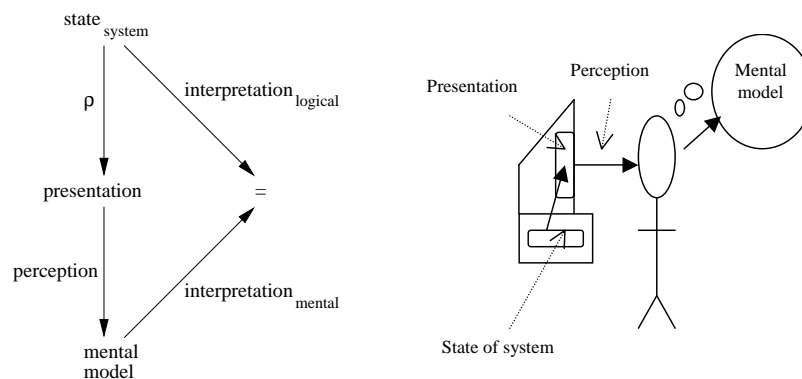 state system
ρ
interpretation logical
presentation
=
perception
interpretation mental
mental
model
Presentation
Perception
Mental
model
State of system